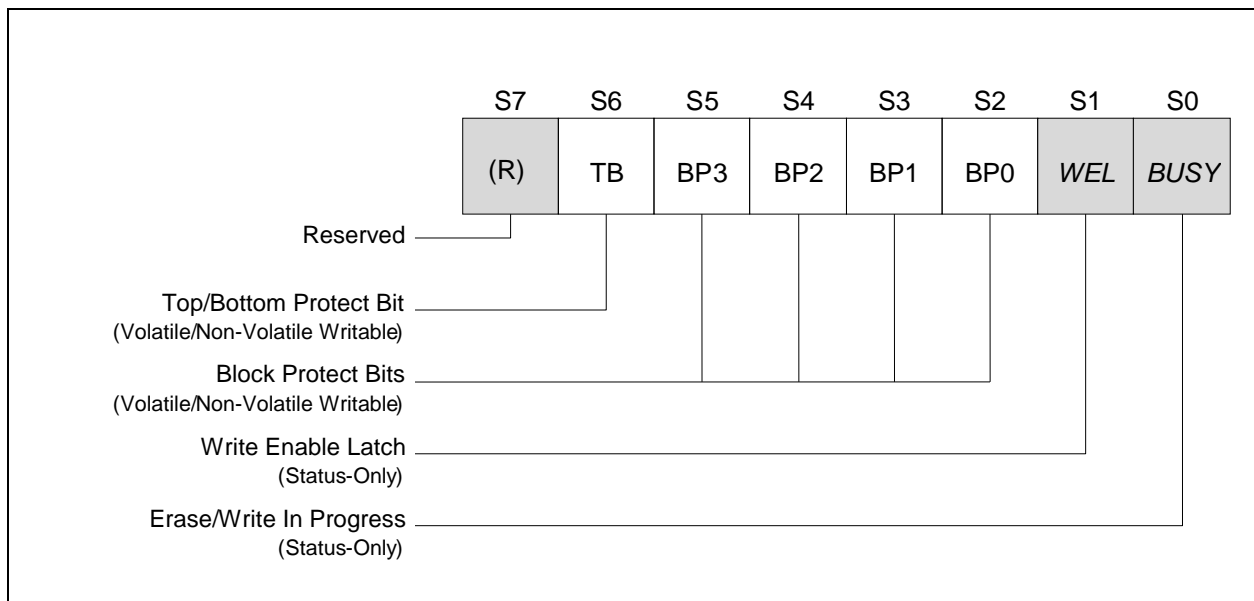 S7 S6 S5 S4 S3 S2 S1 S0
(R) TB BP3 BP2 BP1 BP0 WEL BUSY
Reserved
Top/Bottom Protect Bit
(Volatile/Non-Volatile Writable)
Block Protect Bits
(Volatile/Non-Volatile Writable)
Write Enable Latch
(Status-Only)
Erase/Write In Progress
(Status-Only)